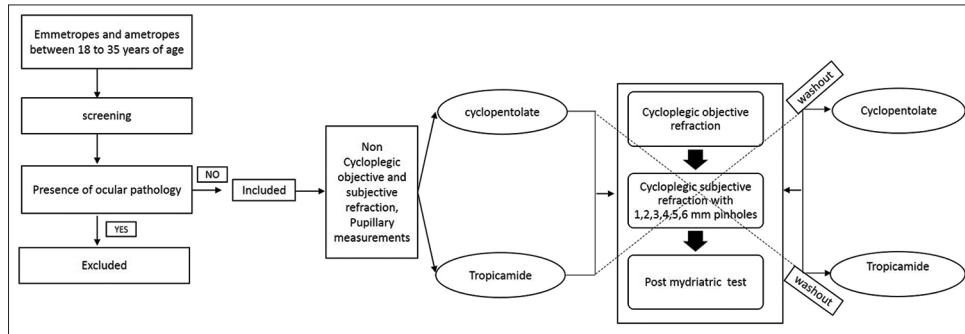 Emmetropes and ametropes
between 18 to 35 years of age
screening
Presence of ocular pathology
NO
YES
Excluded
Included
Non
Cycloplegic
objective and
subjective
refraction,
Pupillary
measurements
cyclopentolate
Tropicamide
Cycloplegic objective
refraction
Cycloplegic subjective
refraction with
1,2,3,4,5,6 mm pinholes
Post mydriatric test
washout
washout
Cyclopentolate
Tropicamide